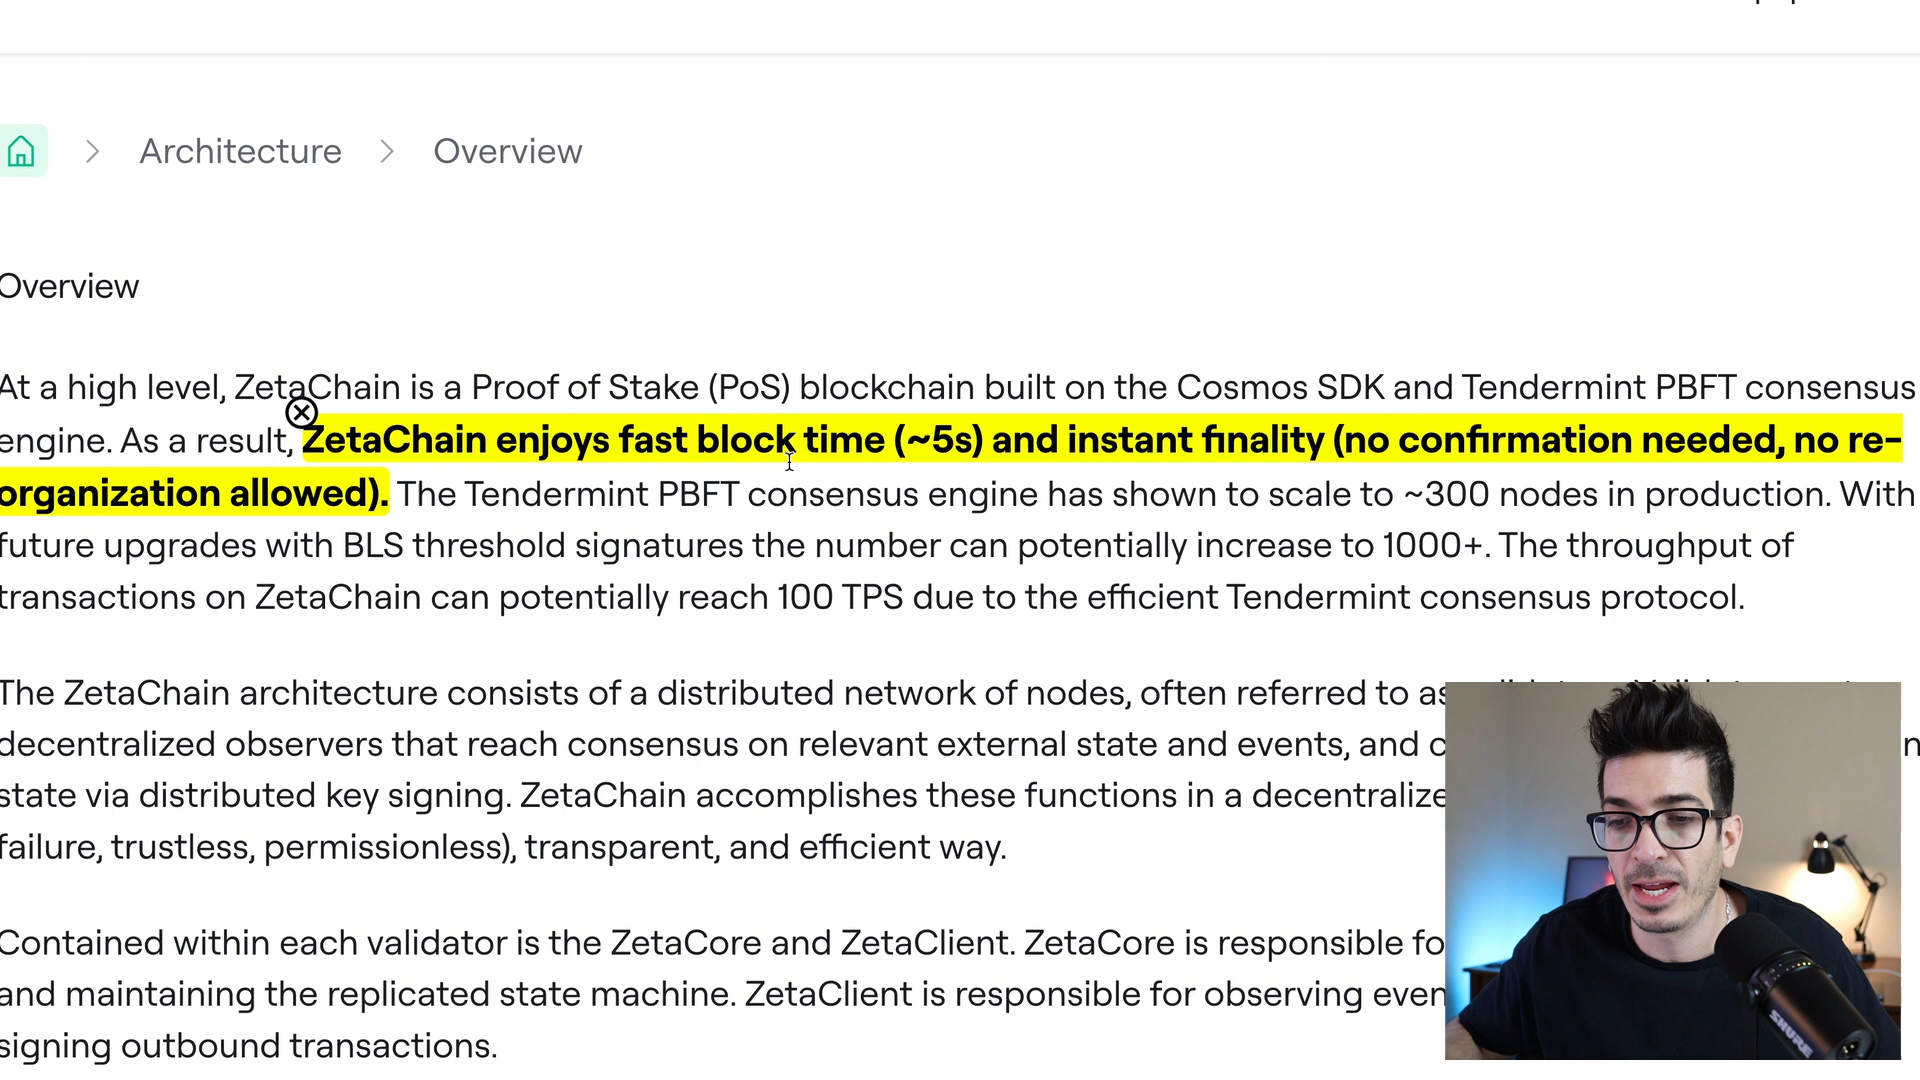 Architecture > Overview
Overview
At a high level, ZetaChain is a Proof of Stake (PoS) blockchain built on the Cosmos SDK and Tendermint PBFT consensus
engine. As a result, ZetaChain enjoys fast block time (~5s) and instant finality (no confirmation needed, no re-
organization allowed). The Tendermint PBFT consensus engine has shown to scale to ~300 nodes in production. With
future upgrades with BLS threshold signatures the number can potentially increase to 1000+. The throughput of
transactions on ZetaChain can potentially reach 100 TPS due to the efficient Tendermint consensus protocol.
The ZetaChain architecture consists of a distributed network of nodes, often referred to as
decentralized observers that reach consensus on relevant external state and events, and
state via distributed key signing. ZetaChain accomplishes these functions in a
failure, trustless, permissionless), transparent, and efficient way.
Contained within each validator is the ZetaCore and ZetaClient. ZetaCore is responsible
and maintaining the replicated state machine. ZetaClient is responsible for observing
signing outbound transactions.
SHURE